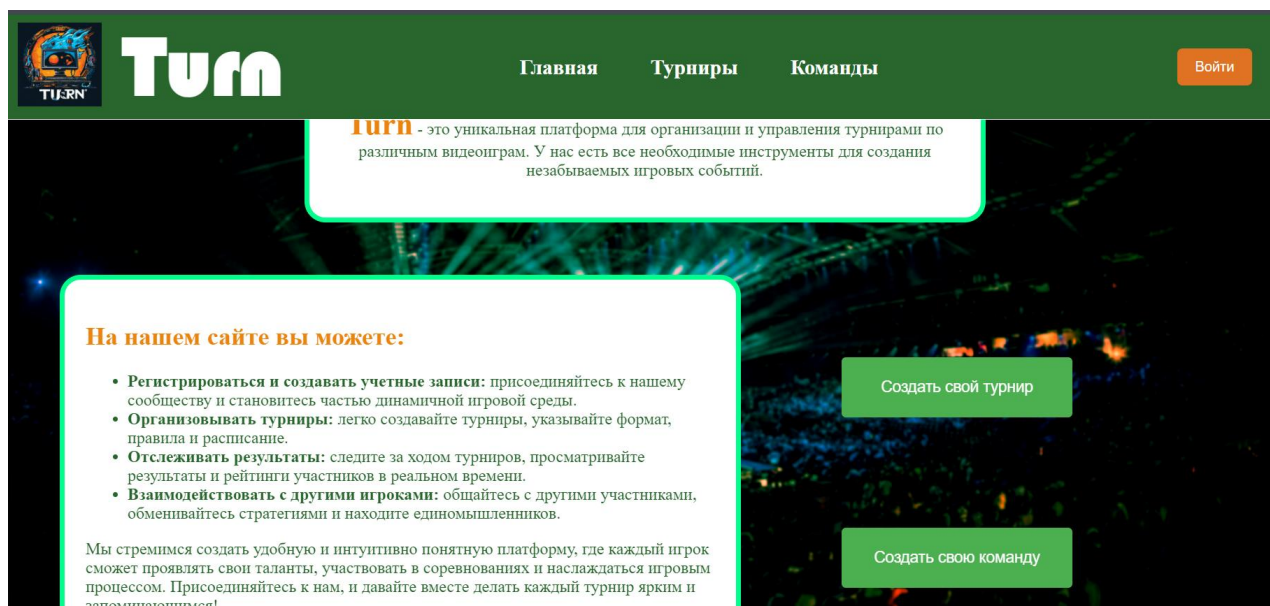 TURN
Turn
Главная
Турниры
Команды
Войти
Turn - это уникальная платформа для организации и управления турнирами по
различным видеоиграм. У нас есть все необходимые инструменты для создания
незабываемых игровых событий.
На нашем сайте вы можете:
• Регистрироваться и создавать учетные записи: присоединяйтесь к нашему
сообществу и становитесь частью динамичной игровой среды.
• Организовывать турниры: легко создавайте турниры, указывайте формат,
правила и расписание.
• Отслеживать результаты: следите за ходом турниров, просматривайте
результаты и рейтинги участников в реальном времени.
• Взаимодействовать с другими игроками: общайтесь с другими участниками,
обменивайтесь стратегиями и находите единомышленников.
Мы стремимся создать удобную и интуитивно понятную платформу, где каждый игрок
сможет проявлять свои таланты, участвовать в соревнованиях и наслаждаться игровым
процессом. Присоединяйтесь к нам, и давайте вместе делать каждый турнир ярким и
запоминающимся!
Создать свой турнир
Создать свою команду